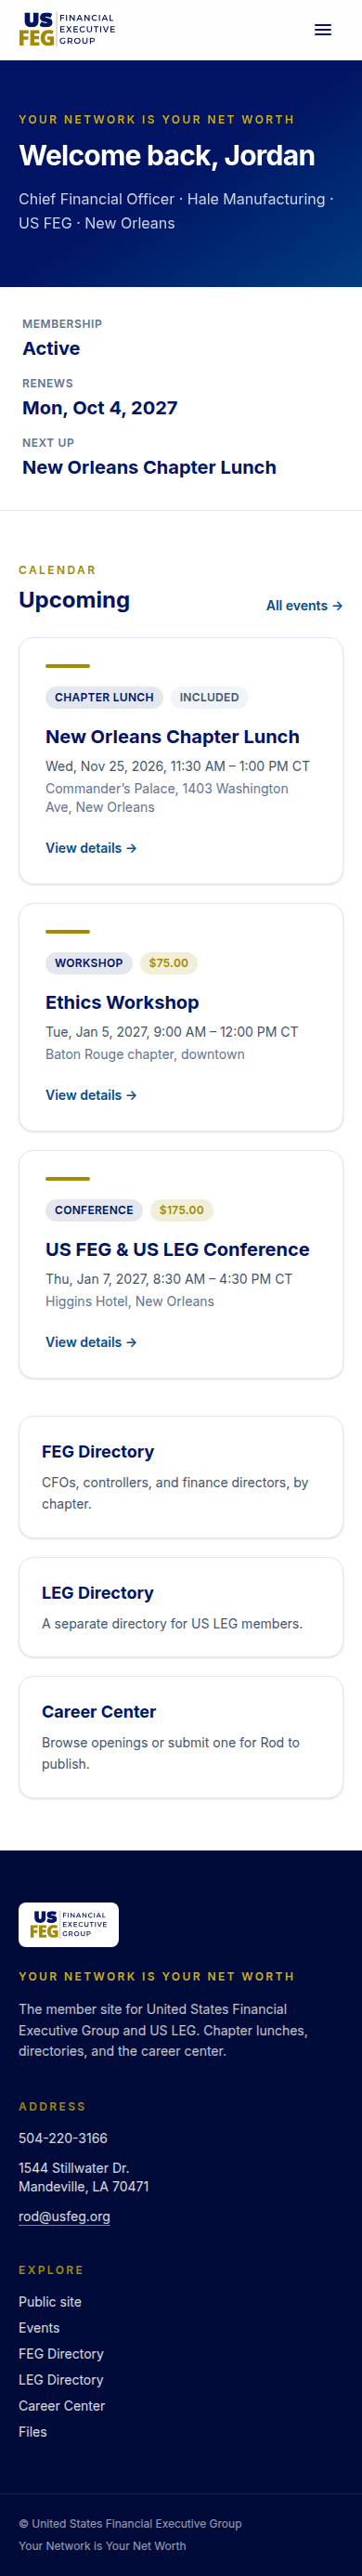 US FINANCIAL
EXECUTIVE
FEG GROUP
YOUR NETWORK IS YOUR NET WORTH
Welcome back, Jordan
Chief Financial Officer · Hale Manufacturing ·
US FEG · New Orleans
MEMBERSHIP
Active
RENEWS
Mon, Oct 4, 2027
NEXT UP
New Orleans Chapter Lunch
CALENDAR
Upcoming
All events →
CHAPTER LUNCH INCLUDED
New Orleans Chapter Lunch
Wed, Nov 25, 2026, 11:30 AM – 1:00 PM CT
Commander’s Palace, 1403 Washington
Ave, New Orleans
View details →
WORKSHOP $75.00
Ethics Workshop
Tue, Jan 5, 2027, 9:00 AM – 12:00 PM CT
Baton Rouge chapter, downtown
View details →
CONFERENCE $175.00
US FEG & US LEG Conference
Thu, Jan 7, 2027, 8:30 AM – 4:30 PM CT
Higgins Hotel, New Orleans
View details →
FEG Directory
CFOs, controllers, and finance directors, by
chapter.
LEG Directory
A separate directory for US LEG members.
Career Center
Browse openings or submit one for Rod to
publish.
US FINANCIAL
EXECUTIVE
FEG GROUP
YOUR NETWORK IS YOUR NET WORTH
The member site for United States Financial
Executive Group and US LEG. Chapter lunches,
directories, and the career center.
ADDRESS
504-220-3166
1544 Stillwater Dr.
Mandeville, LA 70471
rod@usfeg.org
EXPLORE
Public site
Events
FEG Directory
LEG Directory
Career Center
Files
© United States Financial Executive Group
Your Network is Your Net Worth